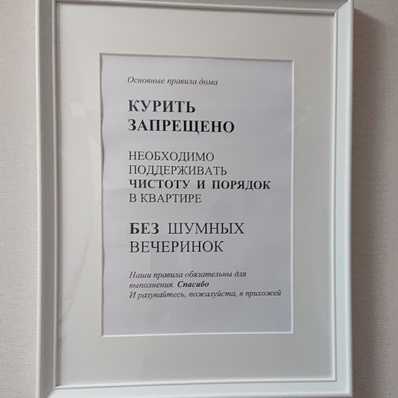 Основные правила дома
КУРИТЬ
ЗАПРЕЩЕНО
НЕОБХОДИМО
ПОДДЕРЖИВАТЬ
ЧИСТОТУ И ПОРЯДОК
В КВАРТИРЕ
БЕЗ ШУМНЫХ
ВЕЧЕРИНОК
Наши правила обязательны для
выполнения. Спасибо
И разувайтесь, пожалуйста, в прихожей